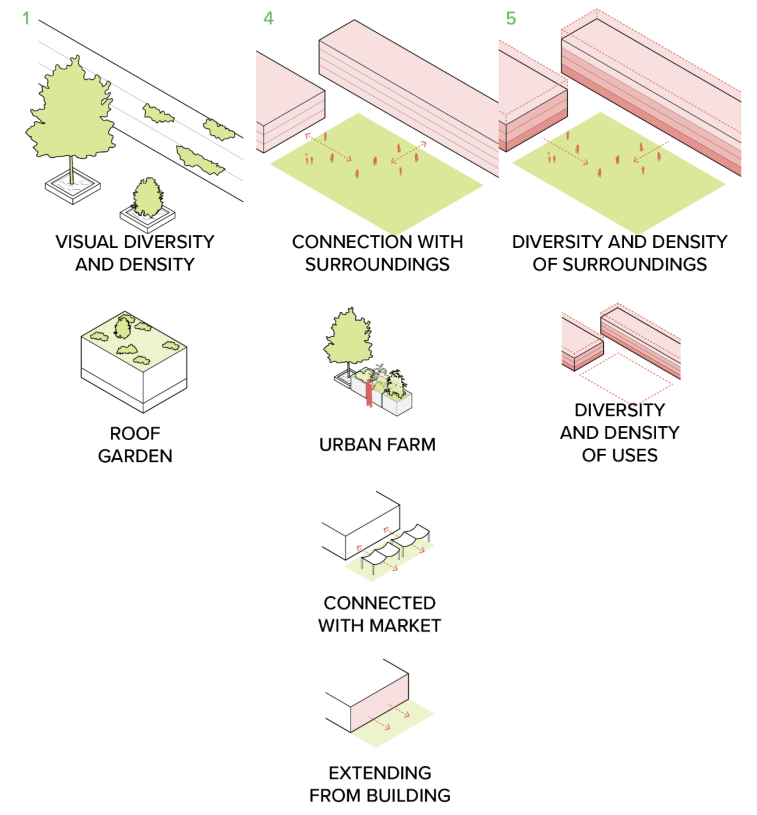 1
4
5
VISUAL DIVERSITY
AND DENSITY
CONNECTION WITH
SURROUNDINGS
DIVERSITY AND DENSITY
OF SURROUNDINGS
ROOF
GARDEN
URBAN FARM
DIVERSITY
AND DENSITY
OF USES
CONNECTED
WITH MARKET
EXTENDING
FROM BUILDING